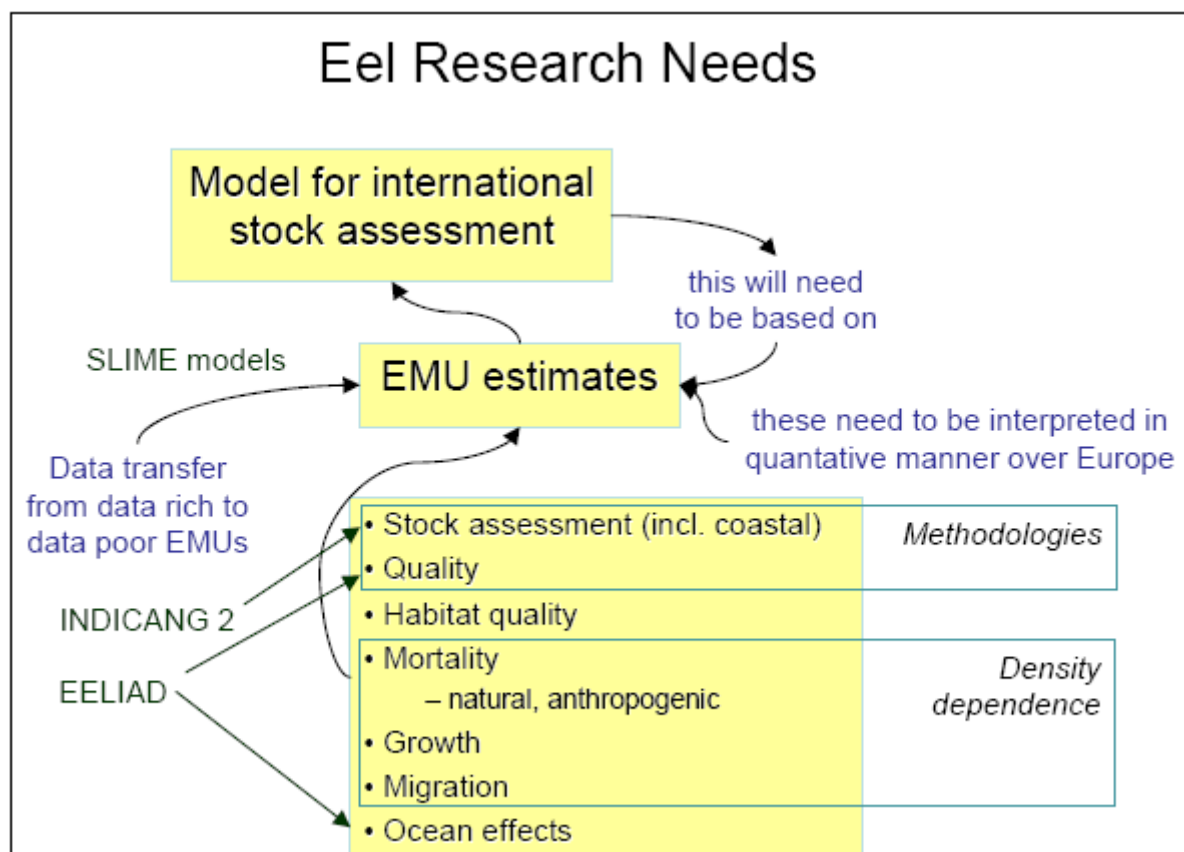 Eel Research Needs
Model for international
stock assessment
this will need
to be based on
SLIME models
EMU estimates
these need to be interpreted in
quantative manner over Europe
Data transfer
from data rich to
data poor EMUs
• Stock assessment (incl. coastal)
Methodologies
• Quality
INDICANG 2
• Habitat quality
• Mortality
– natural, anthropogenic
Density
dependence
EELIAD
• Growth
• Migration
• Ocean effects